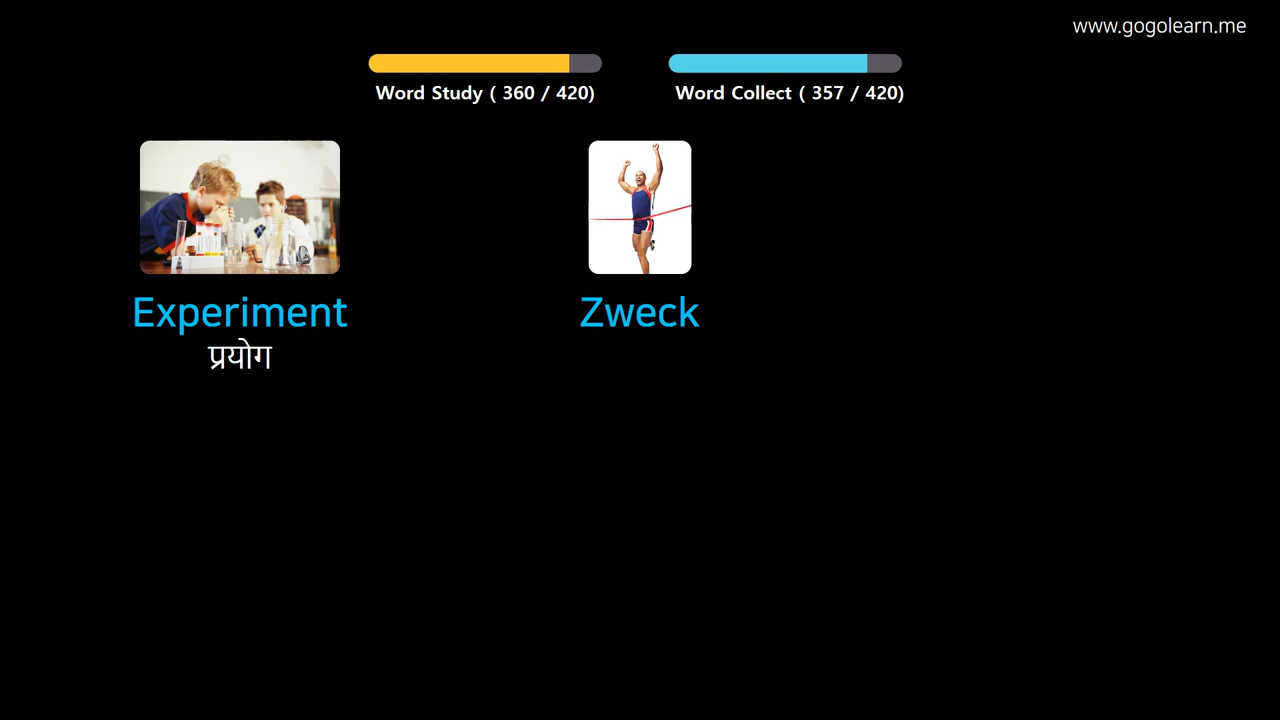 www.gogolearn.me
Word Study ( 360 / 420)
Word Collect ( 357 / 420)
Experiment
प्रयोग
Zweck